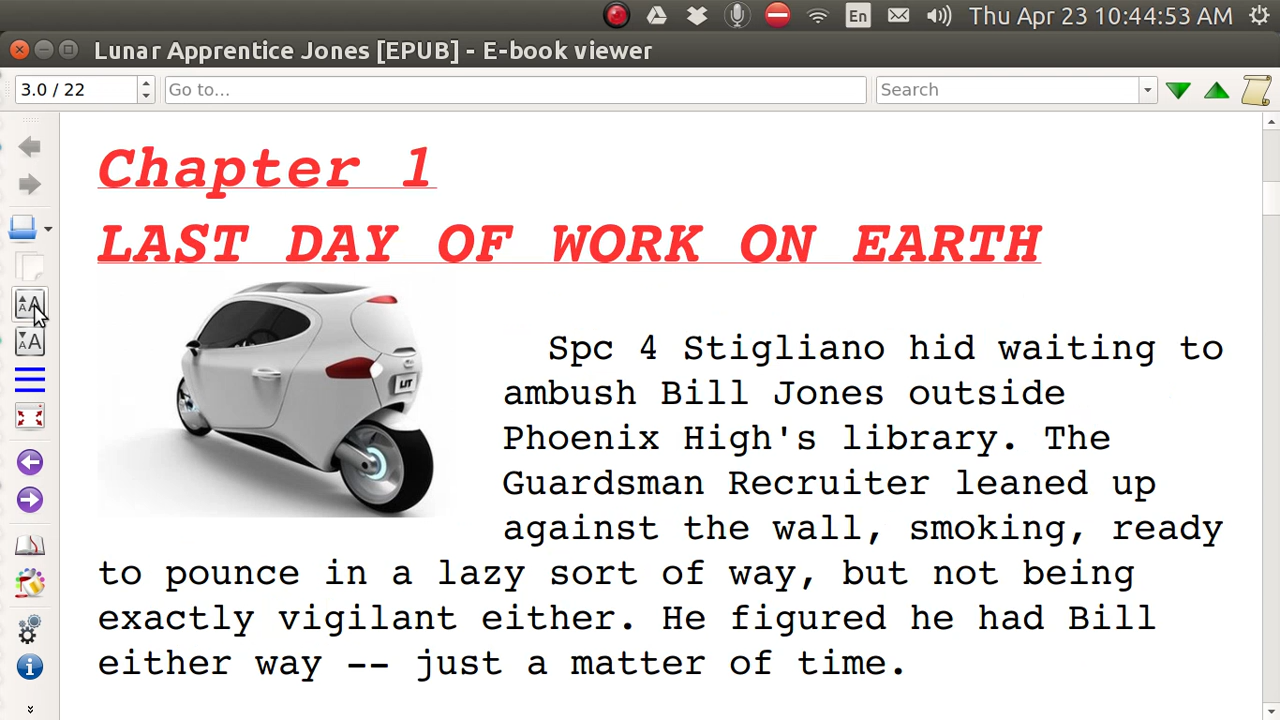 En
Thu Apr 23 10:44:53 AM
Lunar Apprentice Jones [EPUB] - E-book viewer
3.0 / 22
Go to...
Search
Chapter 1
LAST DAY OF WORK ON EARTH
LIT
Spc 4 Stigliano hid waiting to
ambush Bill Jones outside
Phoenix High's library. The
Guardsman Recruiter leaned up
against the wall, smoking, ready
to pounce in a lazy sort of way, but not being
exactly vigilant either. He figured he had Bill
either way -- just a matter of time.